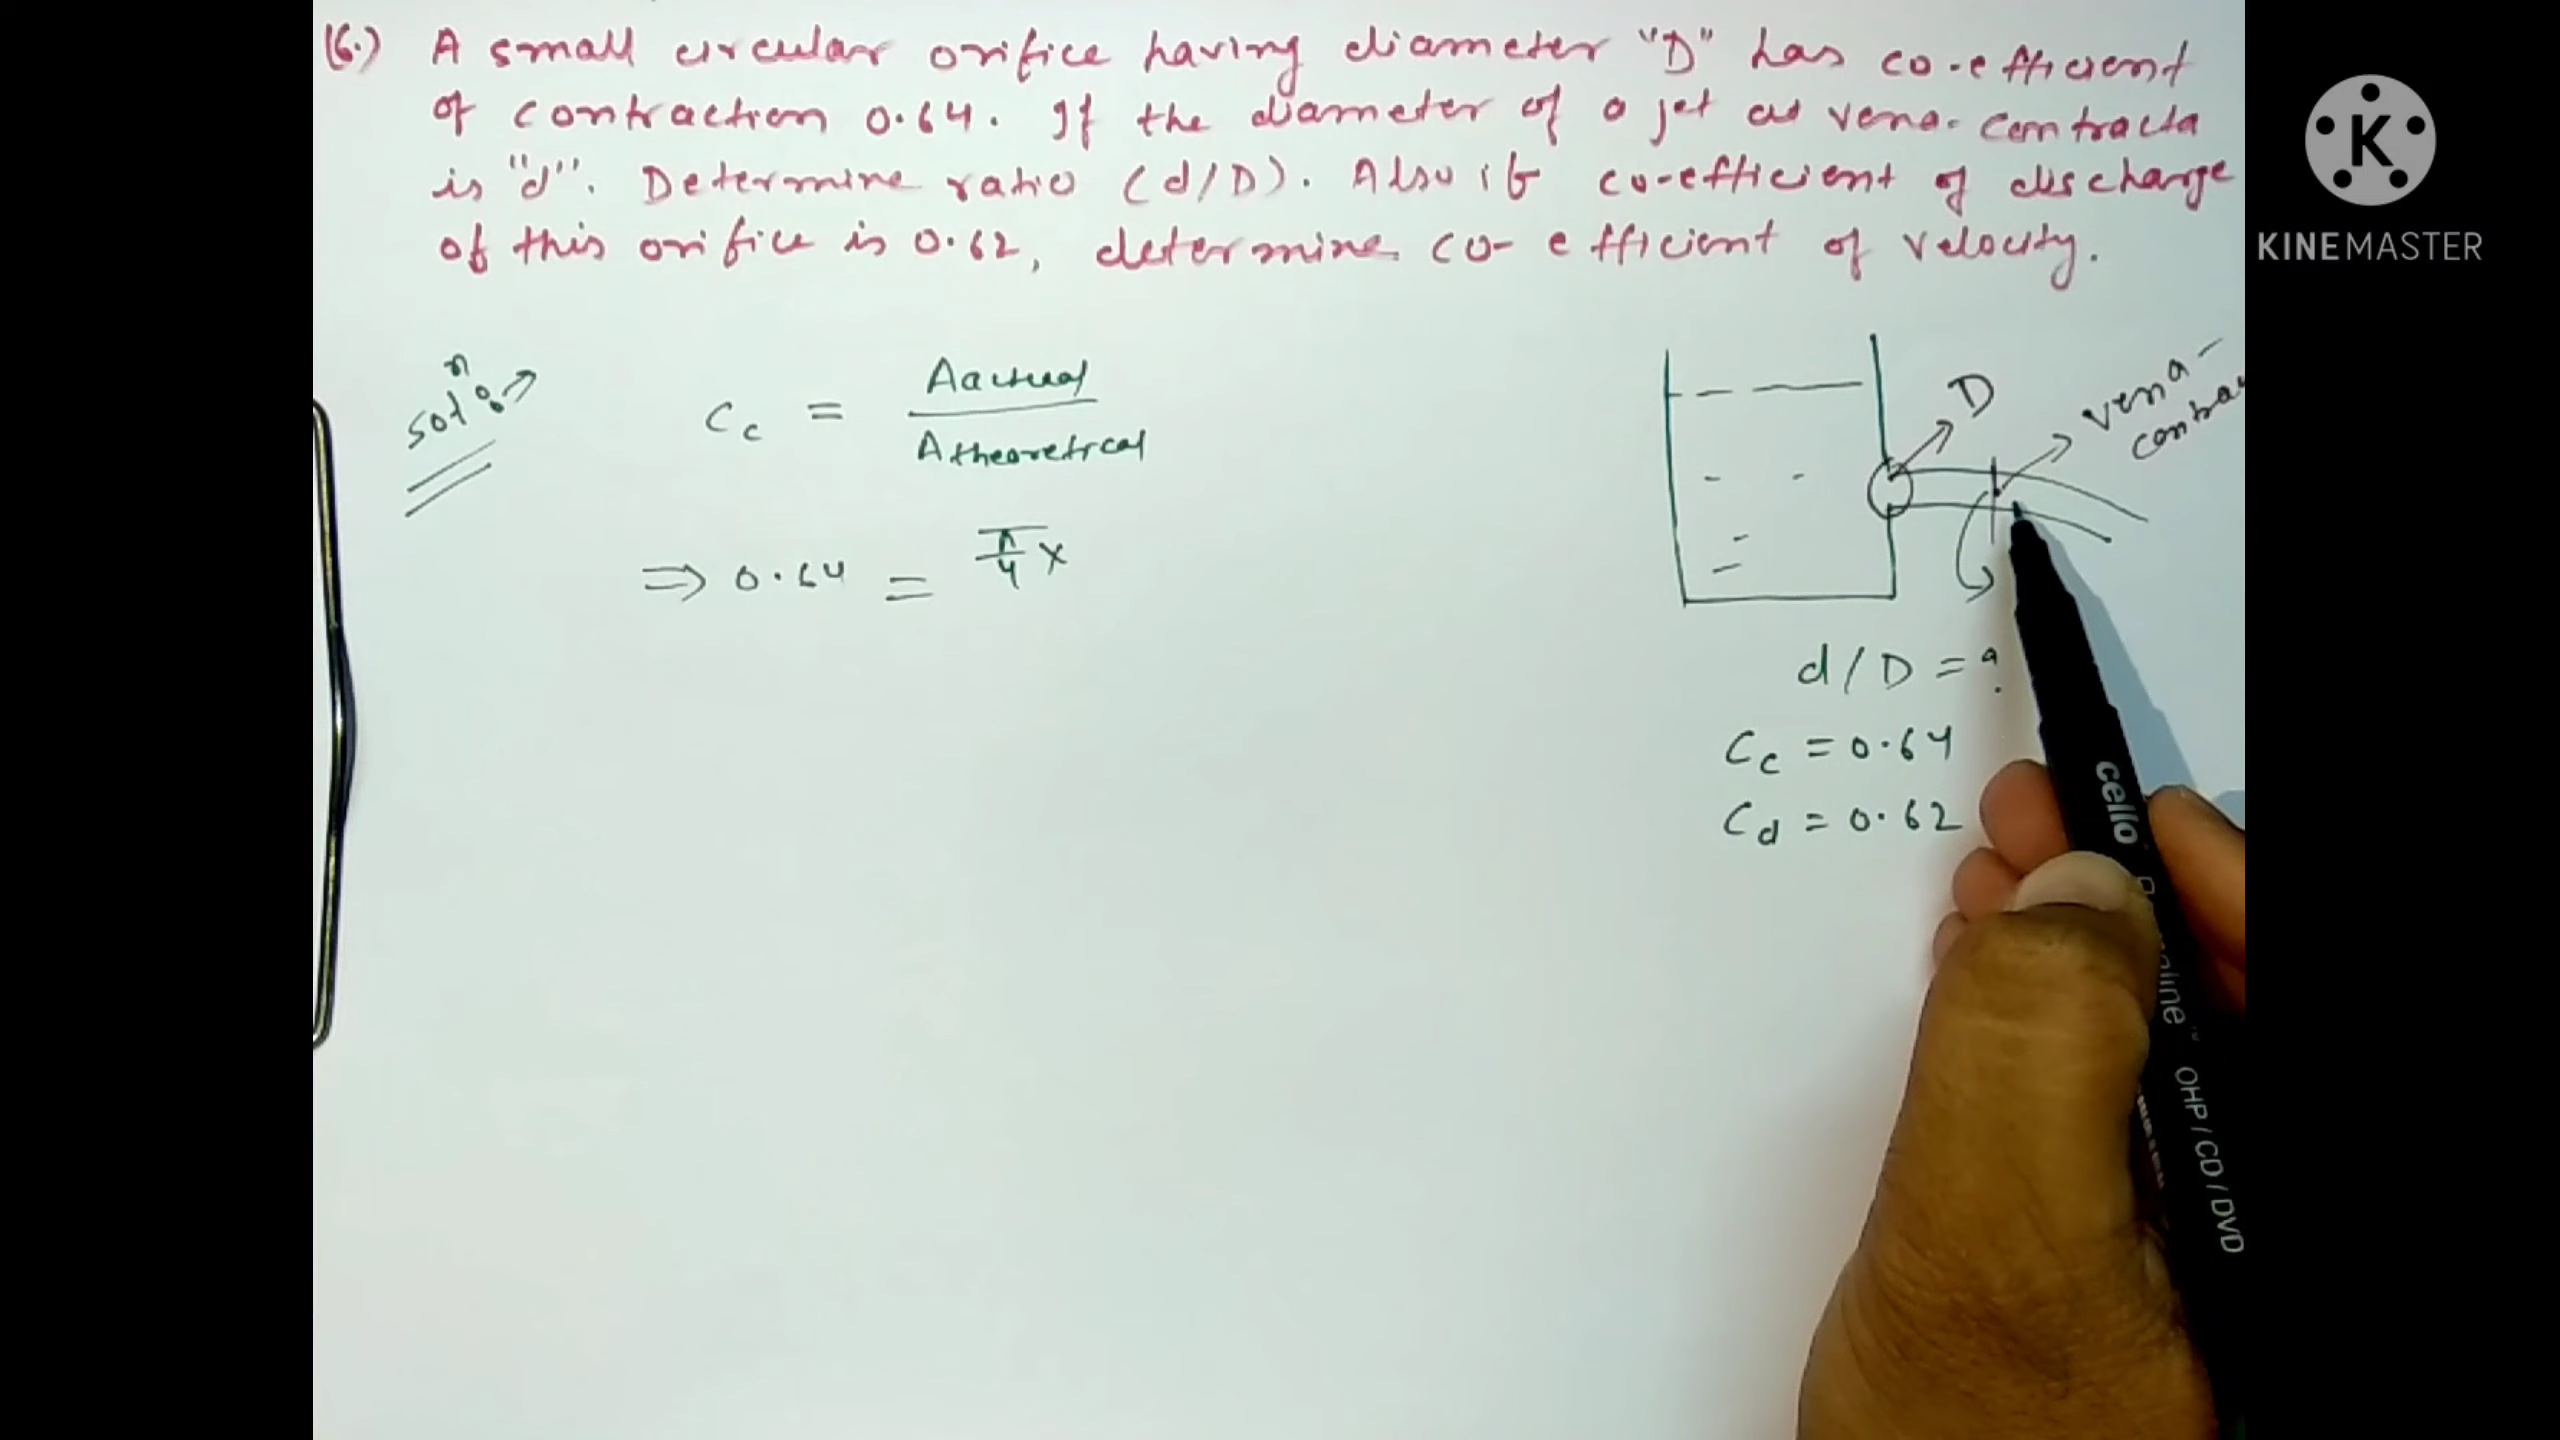 (6.) A small circular orifice having diameter "D" has co-efficient
of contraction 0.64. If the diameter of a jet at vena-contracta
is "d". Determine ratio (d/D). Also if co-efficient of discharge
of this orifice is 0.62, determine co-efficient of velocity.
solⁿ :→
Cc = Aactual / Atheoretical
⇒ 0.64 = π/4 ×
D
vena-
contra
d/D = ?
Cc = 0.64
Cd = 0.62
KINEMASTER
cello
OHP / CD / DVD